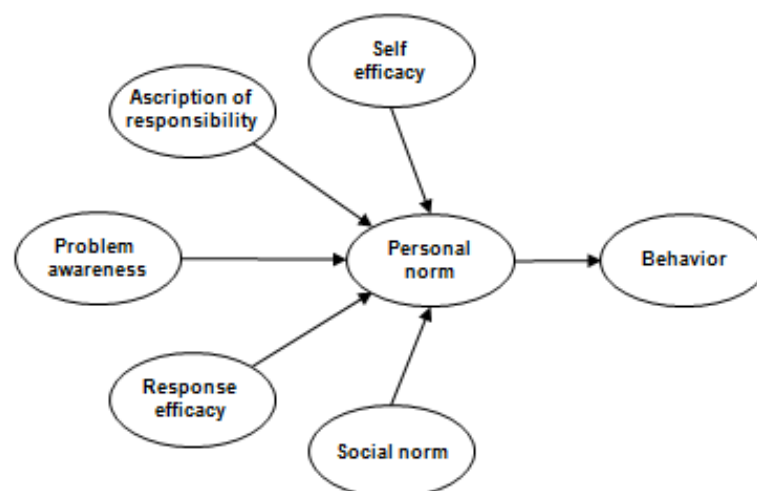 Self
efficacy
Ascription of
responsibility
Problem
awareness
Personal
norm
Behavior
Response
efficacy
Social norm